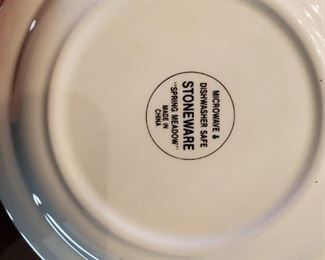 MICROWAVE &
DISHWASHER SAFE
STONEWARE
"SPRING MEADOW"
MADE IN
CHINA